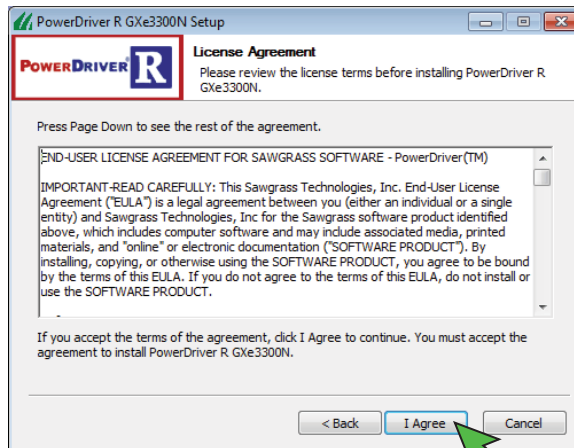 PowerDriver R GXe3300N Setup
POWERDRIVER R
License Agreement
Please review the license terms before installing PowerDriver R
GXe3300N.
Press Page Down to see the rest of the agreement.
END-USER LICENSE AGREEMENT FOR SAWGRASS SOFTWARE - PowerDriver(TM)
IMPORTANT-READ CAREFULLY: This Sawgrass Technologies, Inc. End-User License
Agreement ("EULA") is a legal agreement between you (either an individual or a single
entity) and Sawgrass Technologies, Inc for the Sawgrass software product identified
above, which includes computer software and may include associated media, printed
materials, and "online" or electronic documentation ("SOFTWARE PRODUCT"). By
installing, copying, or otherwise using the SOFTWARE PRODUCT, you agree to be bound
by the terms of this EULA. If you do not agree to the terms of this EULA, do not install or
use the SOFTWARE PRODUCT.
If you accept the terms of the agreement, click I Agree to continue. You must accept the
agreement to install PowerDriver R GXe3300N.
< Back I Agree Cancel